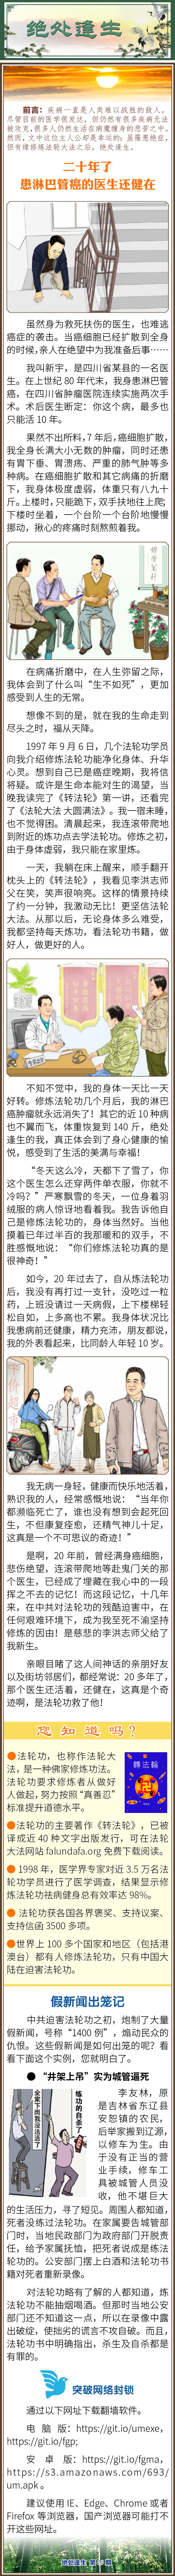 绝处逢生
前言：疾病一直是人类难以战胜的敌人。
尽管目前的医学很发达，但仍然有很多疾病无法
被攻克，很多人仍然生活在病魔缠身的悲苦之中。
然而，文中这位主人公却是幸运的：虽罹患绝症，
但有缘修炼法轮大法之后，绝处逢生。
二十年了
患淋巴管癌的医生还健在
虽然身为救死扶伤的医生，也难逃
癌症的袭击。当癌细胞已经扩散到全身
的时候，亲人在绝望中为我准备后事……
我叫新宇，是四川省某县的一名医
生。在上世纪 80 年代末，我身患淋巴管
癌，在四川省肿瘤医院连续实施两次手
术。术后医生断定：你这个病，最多也
只能活 10 年。
果然不出所料，7 年后，癌细胞扩散，
我全身长满大小无数的肿瘤，同时还患
有胃下垂、胃溃疡、严重的肺气肿等多
种病。在癌细胞扩散和其它病痛的折磨
下，我身体极度虚弱，体重只有八九十
斤。上楼时，只能跪下，双手扶地往上爬；
下楼时坐着，一个台阶一个台阶地慢慢
挪动，揪心的疼痛时刻熬煎着我。
在病痛折磨中，在人生弥留之际，
我体会到了什么叫“生不如死”，更加
感受到人生的无常。
想像不到的是，就在我的生命走到
尽头之时，福从天降。
1997 年 9 月 6 日，几个法轮功学员
向我介绍修炼法轮功能净化身体、升华
心灵。想到自己已是癌症晚期，我将信
将疑。或许是生命本能对生的渴望，当
晚我读完了《转法轮》第一讲，还看完
了《法轮大法 大圆满法》。我一宿未睡，
也不觉得困。清晨起来，我连滚带爬地
到附近的炼功点去学法轮功。修炼之初，
由于身体虚弱，我只能在家里炼。
一天，我躺在床上醒来，顺手翻开
枕头上的《转法轮》，我看见李洪志师
父在笑，笑声很响亮。这样的情景持续
了约一分钟，我激动无比！更坚信法轮
大法。从那以后，无论身体多么难受，
我都坚持每天炼功，看法轮功书籍，做
好人，做更好的人。
不知不觉中，我的身体一天比一天
好转。修炼法轮功几个月后，我的淋巴
癌肿瘤就永远消失了！其它的近 10 种病
也不翼而飞，体重恢复到 140 斤，绝处
逢生的我，真正体会到了身心健康的愉
悦，感受到了生活的美满与幸福！
“冬天这么冷，天都下了雪了，你
这个医生怎么还穿两件单衣服，你就不
冷吗？”严寒飘雪的冬天，一位身着羽
绒服的病人惊讶地看着我。我告诉他自
己是修炼法轮功的，身体当然好。当他
摸着已年过半百的我那暖和的双手，不
胜感慨地说：“你们修炼法轮功真的是
很神奇！”
如今，20 年过去了，自从炼法轮功
后，我没有再打过一支针，没吃过一粒
药，上班没请过一天病假，上下楼梯轻
松自如，上多高也不累。我身体状况比
我患病前还健康，精力充沛，朋友都说，
我的外表看起来，比同龄人年轻 10 岁。
我无病一身轻，健康而快乐地活着，
熟识我的人，经常感慨地说：“当年你
都濒临死亡了，谁也没有想到会起死回
生，不但康复痊愈，还精气神儿十足，
这真是一个不可思议的奇迹！”
是啊，20 年前，曾经满身癌细胞，
悲伤绝望，连滚带爬地等赴鬼门关的那
个医生，已经成了埋藏在我心中的一段
挥之不去的记忆！而这段记忆，十几年
来，在中共对法轮功的残酷迫害中，在
任何艰难环境下，成为我至死不渝坚持
修炼的因由！是慈悲的李洪志师父给了
我新生。
亲眼目睹了这人间神话的亲朋好友
以及街坊邻居们，都经常说：20 多年了，
那个医生还活着，还健在，这真是个奇
迹啊，是法轮功救了他！
您 知 道 吗？
●法轮功，也称作法轮大
法，是一种佛家修炼功法。
法轮功要求修炼者从做好
人做起，努力按照“真善忍”
标准提升道德水平。
轉法輪
●法轮功的主要著作《转法轮》，已被
译成近 40 种文字出版发行，可在法轮
大法网站 falundafa.org 免费下载阅读。
● 1998 年，医学界专家对近 3.5 万名法
轮功学员进行了医学调查，结果显示修
炼法轮功祛病健身总有效率达 98%。
● 法轮功获各国各界褒奖、支持议案、
支持信函 3500 多项。
●世界上 100 多个国家和地区（包括港
澳台）都有人修炼法轮功，只有中国大
陆在迫害法轮功。
假新闻出笼记
中共迫害法轮功之初，炮制了大量
假新闻，号称“1400 例”，煽动民众的
仇恨。这些假新闻是如何出笼的呢？看
看下面这个实例，您就明白了。
● “井架上吊”实为城管逼死
李友林，原
是吉林省东辽县
安恕镇的农民，
后举家搬到辽源，
以修车为生。由
于没有正当的营
业手续，修车工
具被城管人员没
收，他不堪巨大
的生活压力，寻了短见。周围人都知道，
死者没练过法轮功。在家属要告城管部
门时，当地民政部门为政府部门开脱责
任，给予家属抚恤，把死者说成是炼法
轮功的。公安部门摆上白酒和法轮功书
籍对死者重新录像。
对法轮功略有了解的人都知道，炼
法轮功不能抽烟喝酒。但那时当地公安
部门还不知道这一点，所以在录像中露
出破绽，使拙劣的谎言不攻自破。而且，
法轮功书中明确指出，杀生及自杀都是
有罪的。
突破网络封锁
通过以下网址下载翻墙软件。
电 脑 版：https://git.io/umexe，
https://git.io/fgp；
安 卓 版：https://git.io/fgma，
https://s3.amazonaws.com/693/
um.apk 。
建议使用 IE、Edge、Chrome 或者
Firefox 等浏览器，国产浏览器可能打不
开这些网址。